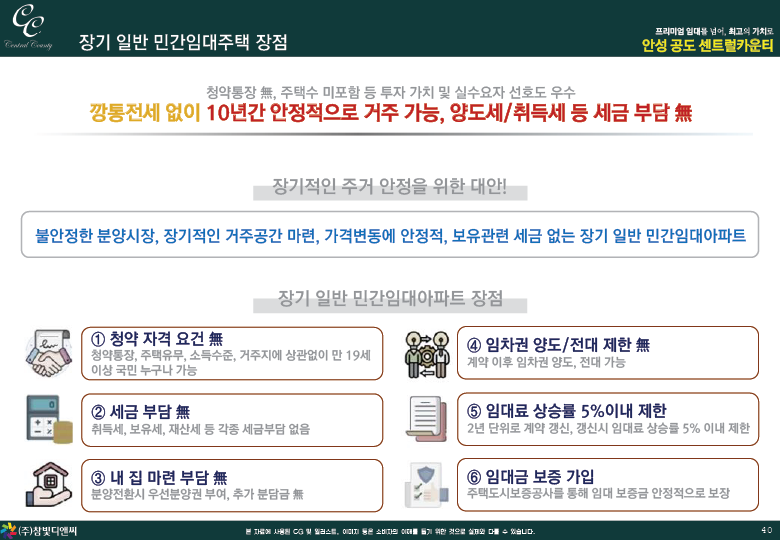 CC
Central County
장기 일반 민간임대주택 장점
프리미엄 임대를 넘어, 최고의 가치로
안성 공도 센트럴카운티
청약통장 無, 주택수 미포함 등 투자 가치 및 실수요자 선호도 우수
깡통전세 없이 10년간 안정적으로 거주 가능, 양도세/취득세 등 세금 부담 無
장기적인 주거 안정을 위한 대안!
불안정한 분양시장, 장기적인 거주공간 마련, 가격변동에 안정적, 보유관련 세금 없는 장기 일반 민간임대아파트
장기 일반 민간임대아파트 장점
① 청약 자격 요건 無
청약통장, 주택유무, 소득수준, 거주지에 상관없이 만 19세
이상 국민 누구나 가능
② 세금 부담 無
취득세, 보유세, 재산세 등 각종 세금부담 없음
③ 내 집 마련 부담 無
분양전환시 우선분양권 부여, 추가 분담금 無
④ 임차권 양도/전대 제한 無
계약 이후 임차권 양도, 전대 가능
⑤ 임대료 상승률 5%이내 제한
2년 단위로 계약 갱신, 갱신시 임대료 상승률 5% 이내 제한
⑥ 임대금 보증 가입
주택도시보증공사를 통해 임대 보증금 안정적으로 보장
(주)참빛디앤씨
본 자료에 사용된 CG 및 일러스트, 이미지 등은 소비자의 이해를 돕기 위한 것으로 실제와 다를 수 있습니다.
40